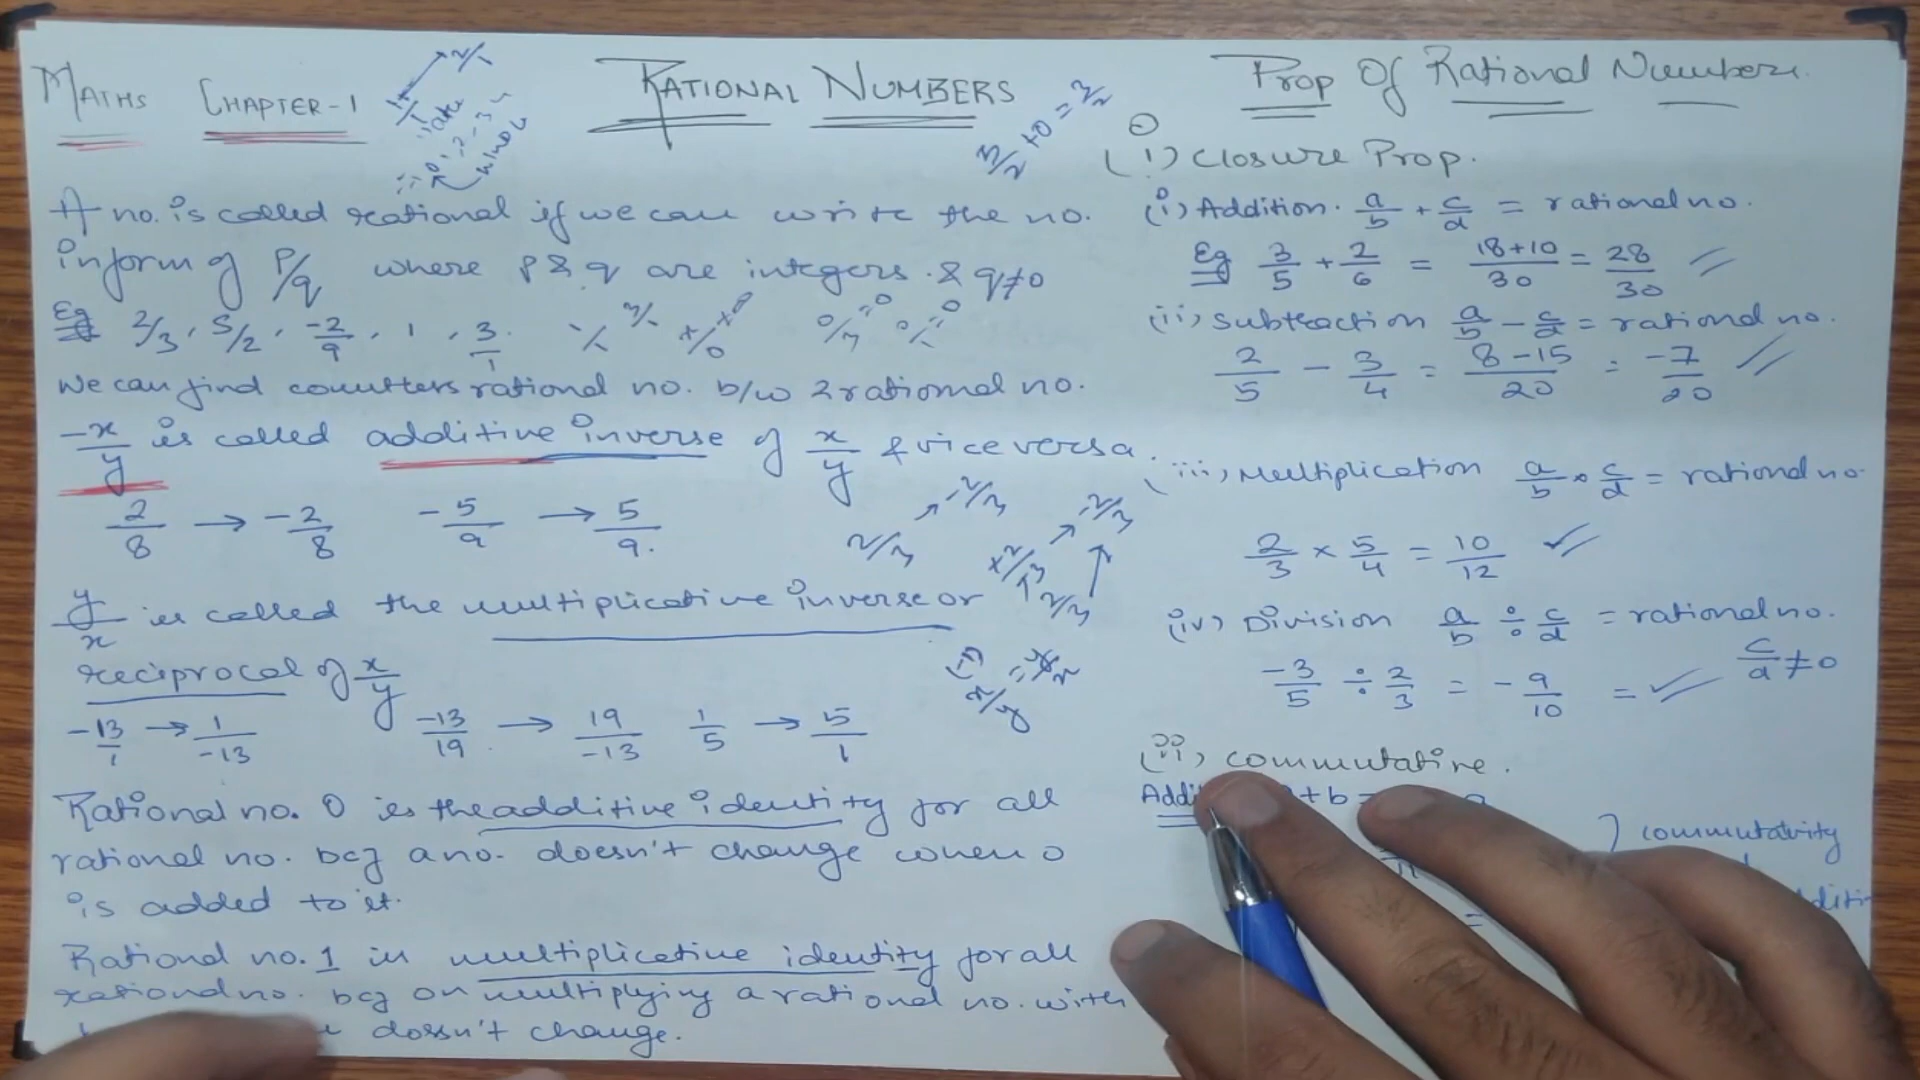 MATHS CHAPTER-1
RATIONAL NUMBERS
A no. is called rational if we can write the no.
in form of P/q where p & q are integers & q≠0
Eg 2/3, 5/2, -2/9, 1, 3/1
We can find countless rational no. b/w 2 rational no.
-x/y is called additive inverse of x/y & vice versa.
2/8 → -2/8 -5/9 → 5/9.
y/x is called the multiplicative inverse or
reciprocal of x/y
-13/1 → 1/-13 -13/19 → 19/-13 1/5 → 5/1
Rational no. 0 is the additive identity for all
rational no. bcz a no. doesn't change when 0
is added to it.
Rational no. 1 is multiplicative identity for all
rational no. bcz on multiplying a rational no. with
doesn't change.
3/2 + 0 = 3/2
2/3 → -2/3
Prop Of Rational Numbers.
(i) Closure Prop.
(i) Addition. a/b + c/d = rational no.
Eg 3/5 + 2/6 = 18+10/30 = 28/30
(ii) Subtraction a/b - c/d = rational no.
2/5 - 3/4 = 8-15/20 = -7/20
(iii) Multiplication a/b × c/d = rational no
2/3 × 5/4 = 10/12
(iv) Division a/b ÷ c/d = rational no.
c/d ≠ 0
-3/5 ÷ 2/3 = -9/10 =
(ii) Commutative.
+ b =
commutativity